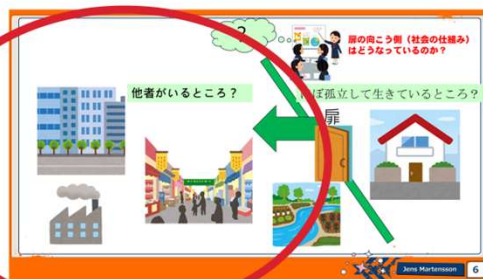 ?
扉の向こう側（社会の仕組み）
はどうなっているのか？
他者がいるところ？
ほぼ孤立して生きているところ？
扉
Jens Martensson
6